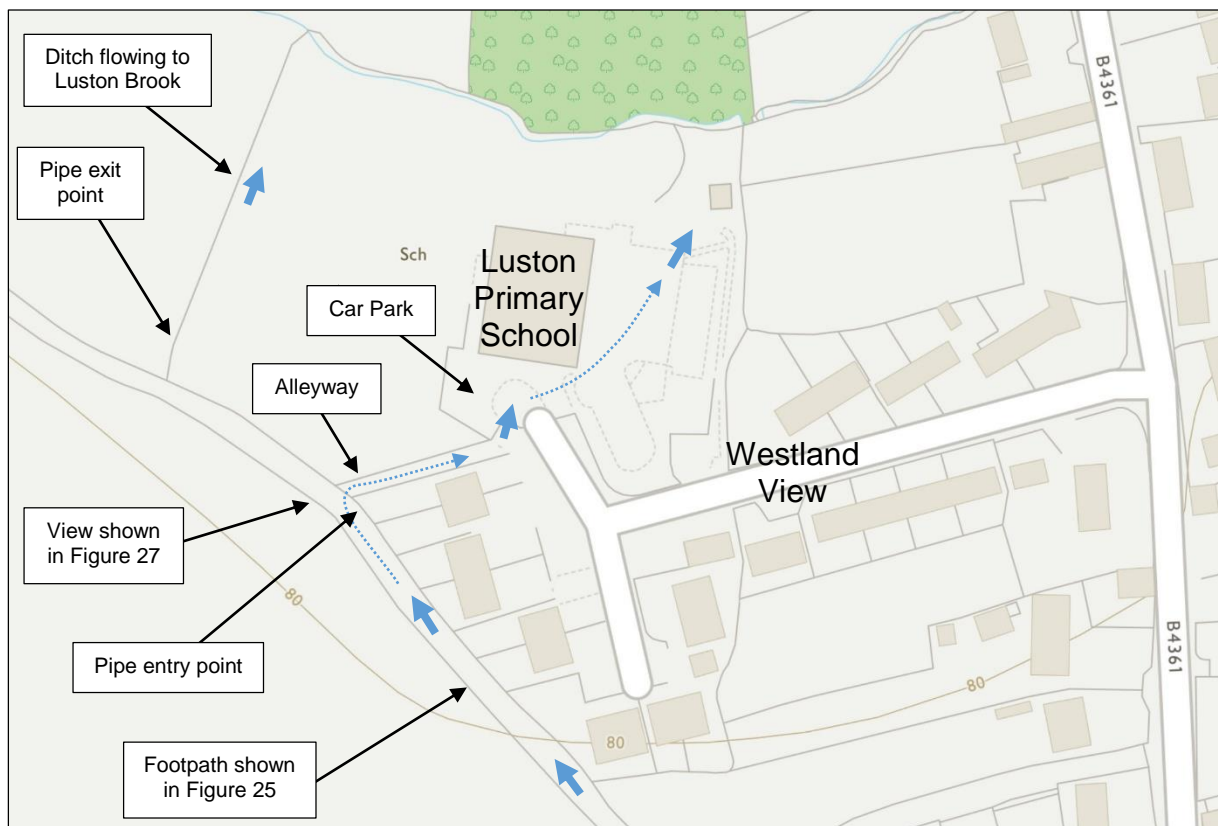 Ditch flowing to
Luston Brook
B4361
Pipe exit
point
Sch
Luston
Primary
School
Car Park
Alleyway
Westland
View
View shown
in Figure 27
80
Pipe entry point
B4361
80
80
Footpath shown
in Figure 25